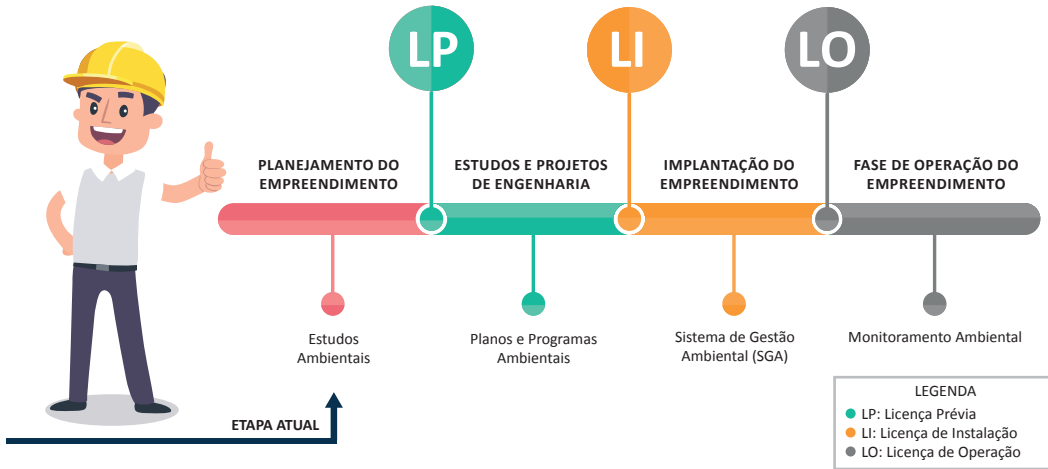 LP
LI
LO
PLANEJAMENTO DO
EMPREENDIMENTO
ESTUDOS E PROJETOS
DE ENGENHARIA
IMPLANTAÇÃO DO
EMPREENDIMENTO
FASE DE OPERAÇÃO DO
EMPREENDIMENTO
Estudos
Ambientais
Planos e Programas
Ambientais
Sistema de Gestão
Ambiental (SGA)
Monitoramento Ambiental
ETAPA ATUAL
LEGENDA
LP: Licença Prévia
LI: Licença de Instalação
LO: Licença de Operação